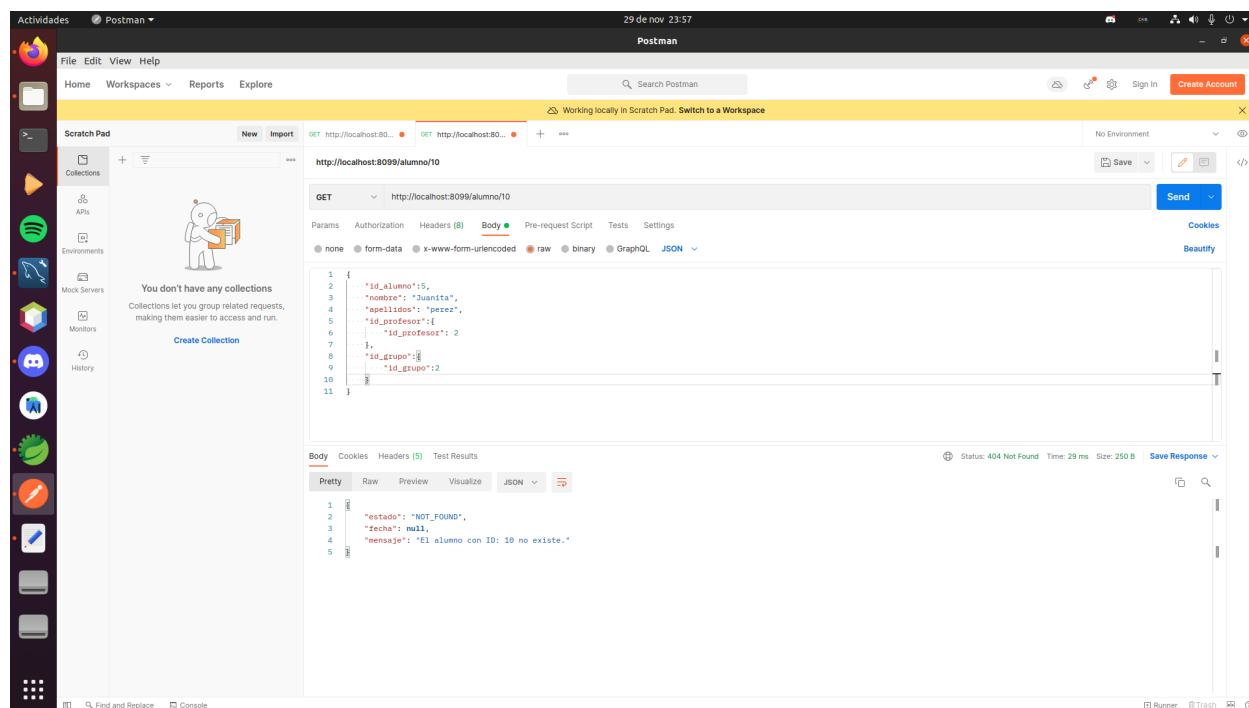 Actividades Postman 29 de nov 23:57
Postman
File Edit View Help
Home Workspaces Reports Explore Search Postman Sign In Create Account
Working locally in Scratch Pad. Switch to a Workspace
Scratch Pad New Import GET http://localhost:80... GET http://localhost:80... No Environment
Collections
http://localhost:8099/alumno/10 Save
APIs
GET http://localhost:8099/alumno/10 Send
Environments
Params Authorization Headers (8) Body Pre-request Script Tests Settings Cookies
none form-data x-www-form-urlencoded raw binary GraphQL JSON Beautify
Mock Servers
Monitors
History
You don't have any collections
Collections let you group related requests,
making them easier to access and run.
Create Collection
1 {
2 "id_alumno":5,
3 "nombre": "Juanita",
4 "apellidos": "perez",
5 "id_profesor":{
6 "id_profesor": 2
7 },
8 "id_grupo":{
9 "id_grupo":2
10 }
11 }
Body Cookies Headers (5) Test Results Status: 404 Not Found Time: 29 ms Size: 250 B Save Response
Pretty Raw Preview Visualize JSON
1 {
2 "estado": "NOT_FOUND",
3 "fecha": null,
4 "mensaje": "El alumno con ID: 10 no existe."
5 }
Find and Replace Console Runner Trash